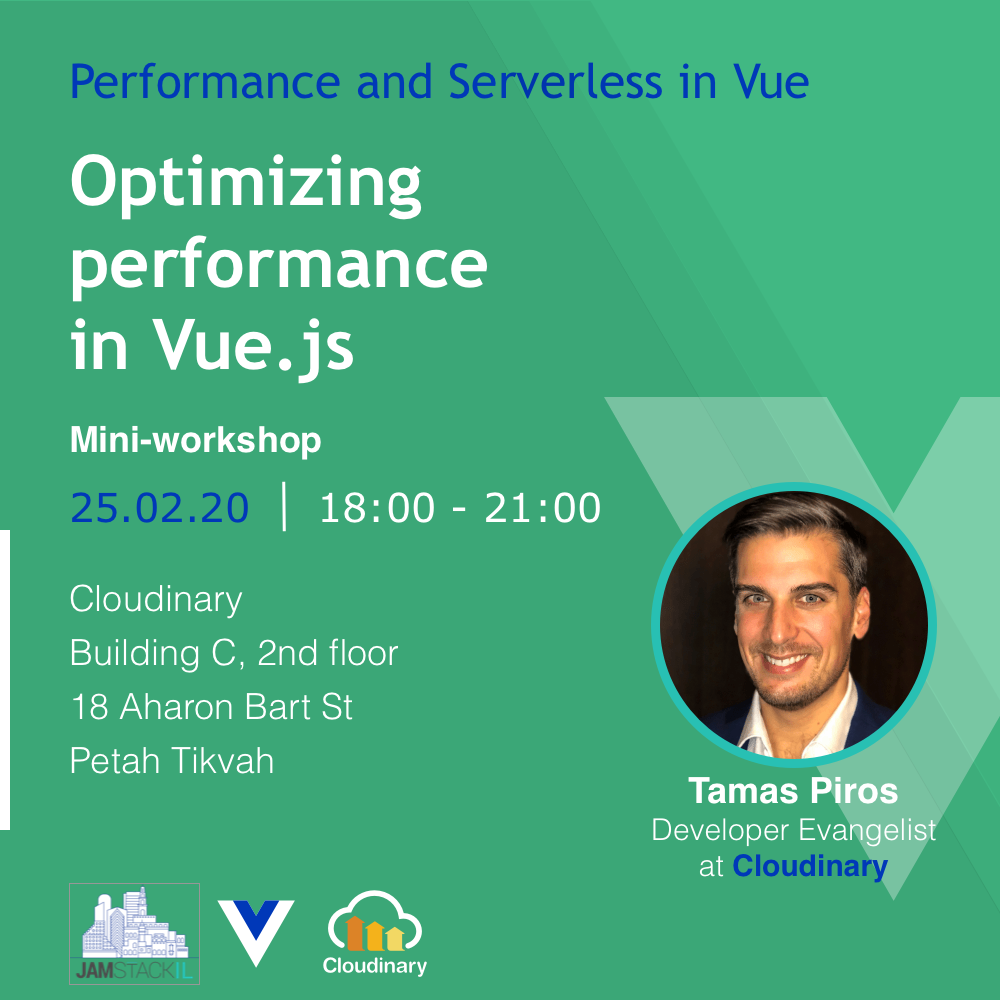 Performance and Serverless in Vue
Optimizing
performance
in Vue.js
Mini-workshop
25.02.20 | 18:00 - 21:00
Cloudinary
Building C, 2nd floor
18 Aharon Bart St
Petah Tikvah
Tamas Piros
Developer Evangelist
at Cloudinary
JAMSTACKIL
Cloudinary